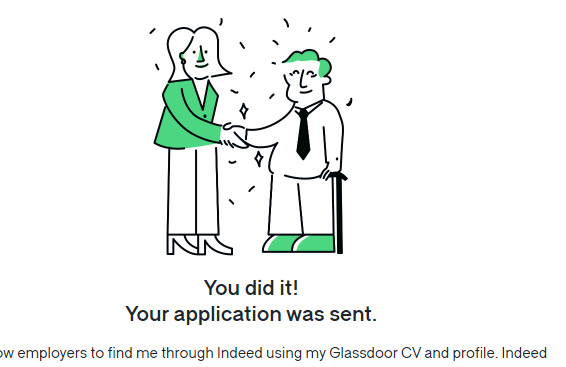 You did it!
Your application was sent.
employers to find me through Indeed using my Glassdoor CV and profile. Indeed